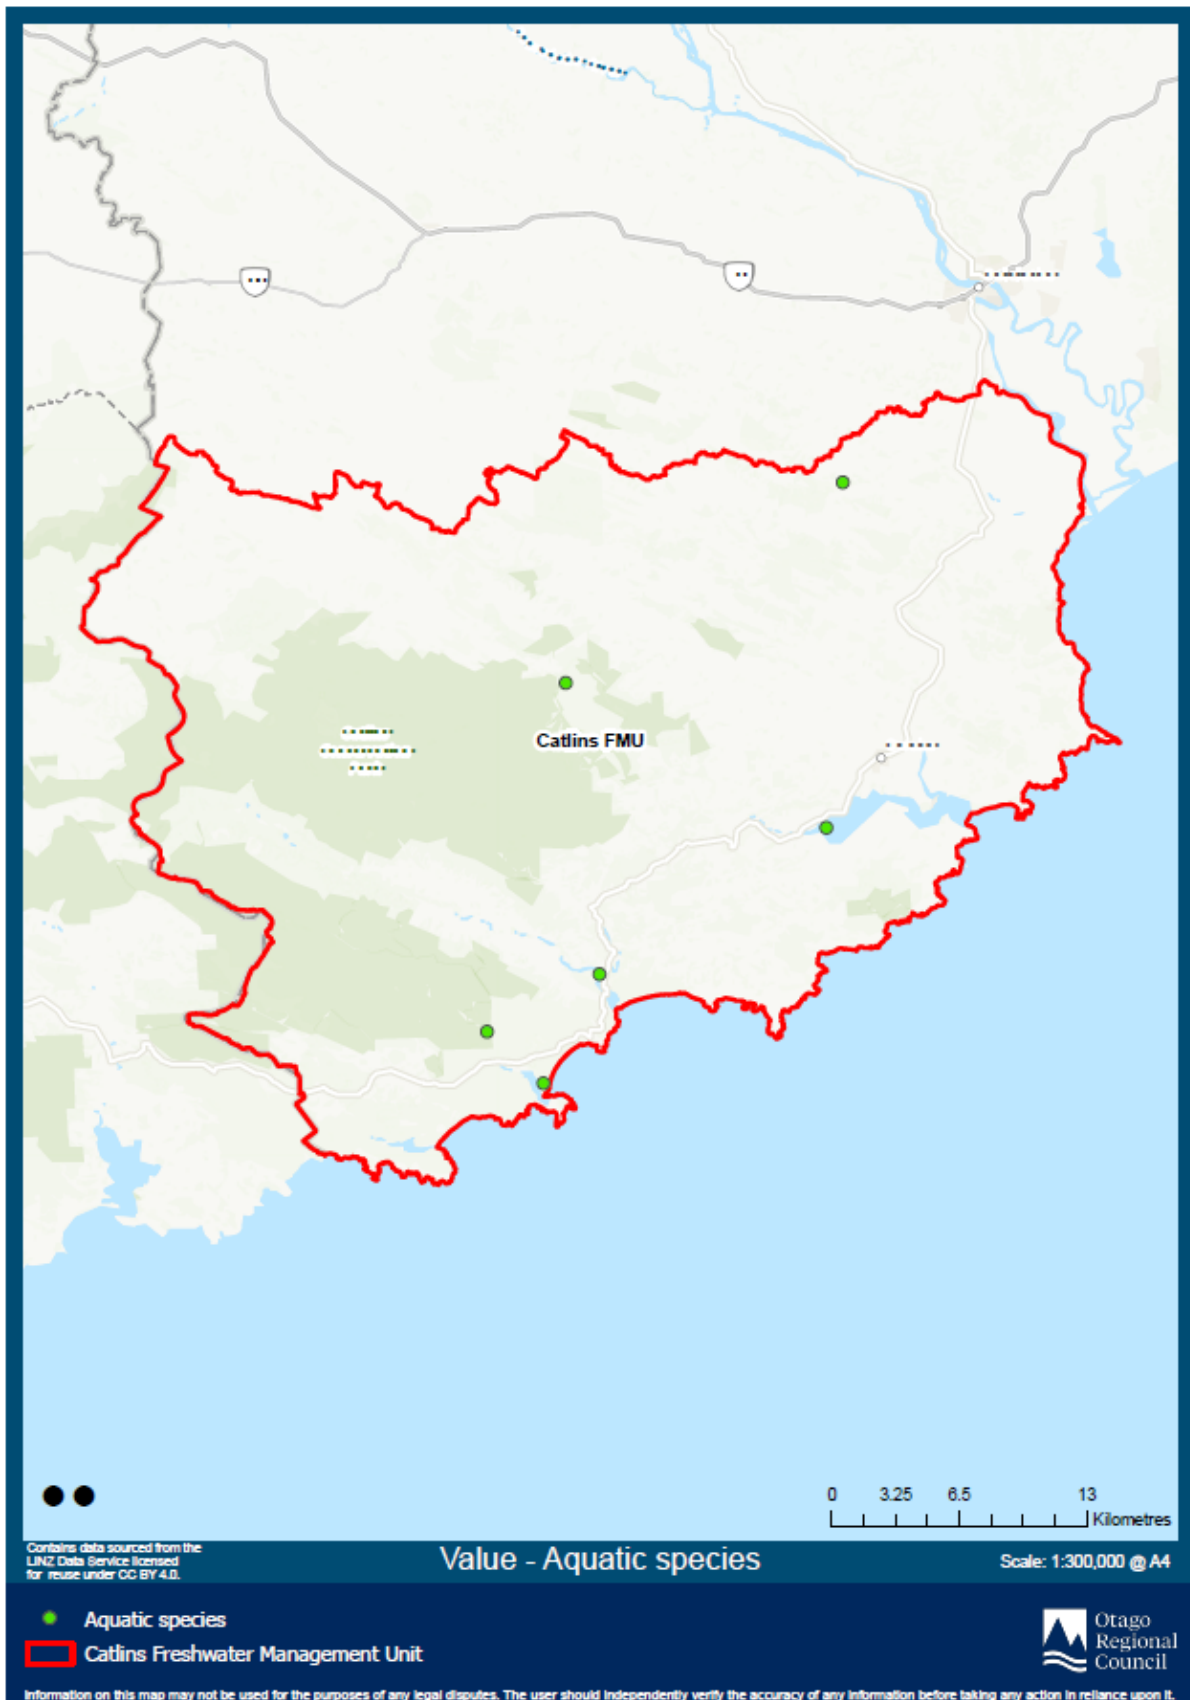 Catlins FMU
0 3.25 6.5 13
Kilometres
Contains data sourced from the
LINZ Data Service licensed
for reuse under CC BY 4.0.
Value - Aquatic species
Scale: 1:300,000 @ A4
Aquatic species
Catlins Freshwater Management Unit
Otago
Regional
Council
Information on this map may not be used for the purposes of any legal disputes. The user should independently verify the accuracy of any information before taking any action in reliance upon it.